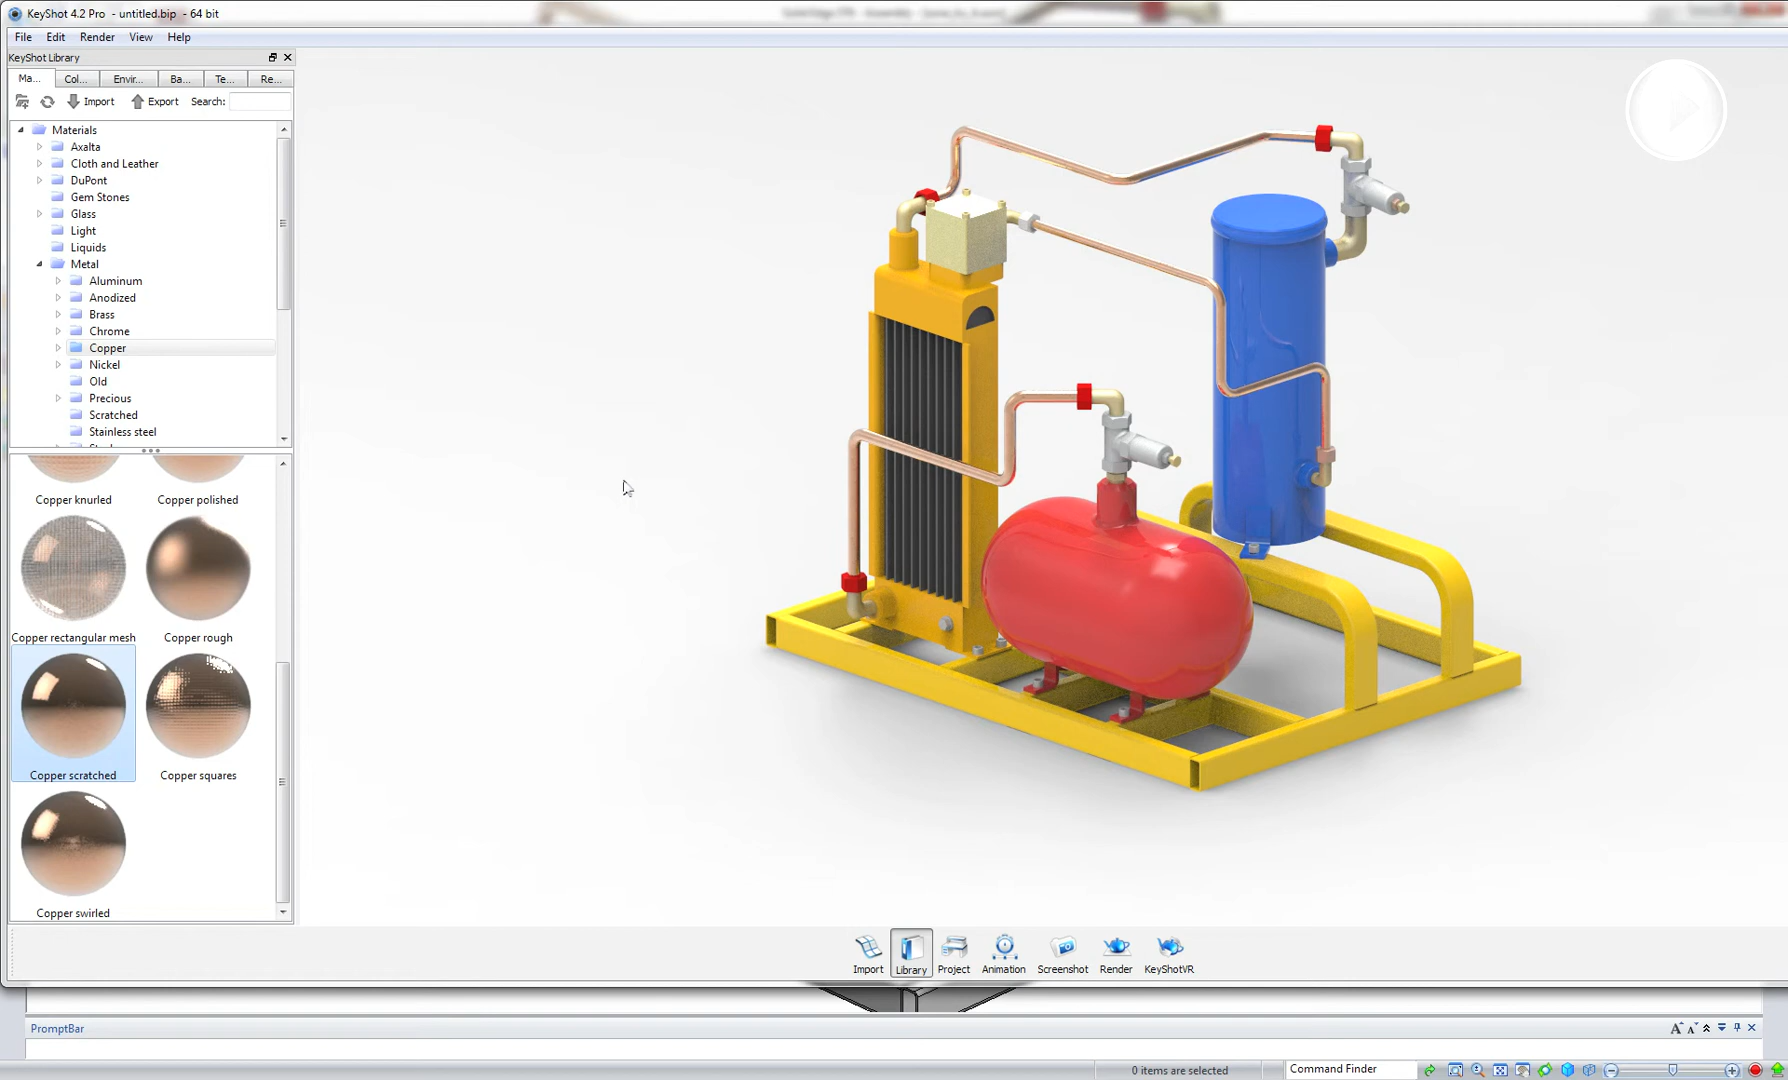 KeyShot 4.2 Pro - untitled.bip - 64 bit
File Edit Render View Help
KeyShot Library
Ma... Col... Envir... Ba... Te... Re...
Import Export Search:
Materials
Axalta
Cloth and Leather
DuPont
Gem Stones
Glass
Light
Liquids
Metal
Aluminum
Anodized
Brass
Chrome
Copper
Nickel
Old
Precious
Scratched
Stainless steel
Copper knurled Copper polished
Copper rectangular mesh Copper rough
Copper scratched Copper squares
Copper swirled
Import Library Project Animation Screenshot Render KeyShotVR
PromptBar
0 items are selected Command Finder